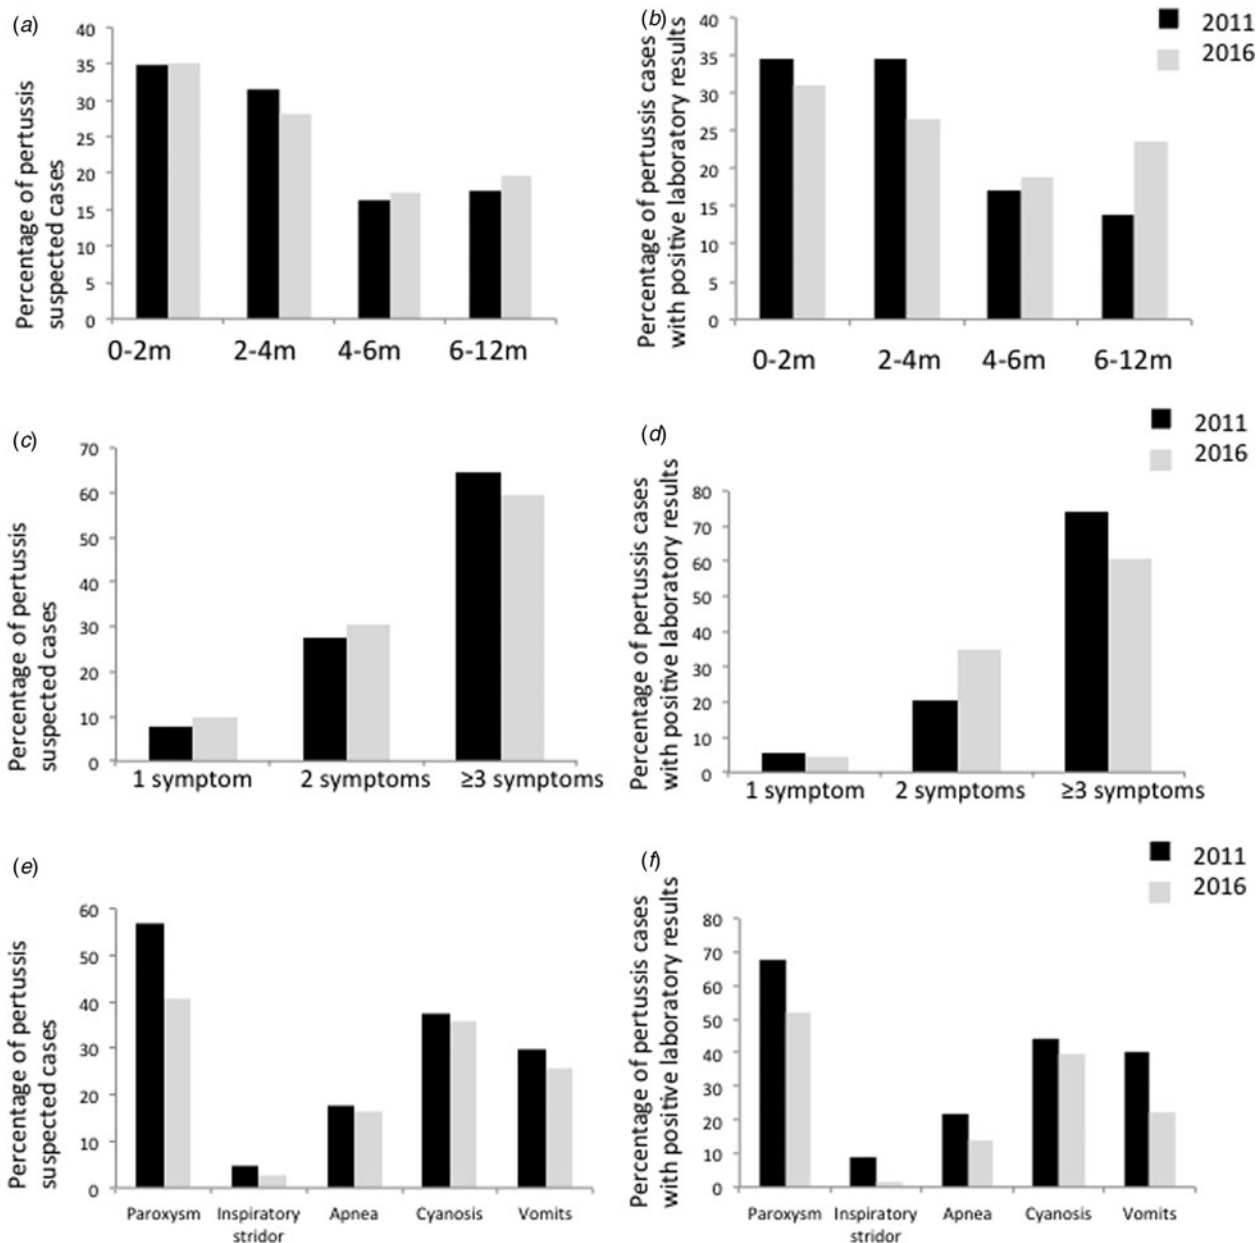 (a)
Percentage of pertussis
suspected cases
40
35
30
25
20
15
10
5
0
0-2m 2-4m 4-6m 6-12m
(b)
Percentage of pertussis cases
with positive laboratory results
40
35
30
25
20
15
10
5
0
0-2m 2-4m 4-6m 6-12m
2011
2016
(c)
Percentage of pertussis
suspected cases
70
60
50
40
30
20
10
0
1 symptom 2 symptoms ≥3 symptoms
(d)
Percentage of pertussis cases
with positive laboratory results
80
70
60
50
40
30
20
10
0
1 symptom 2 symptoms ≥3 symptoms
2011
2016
(e)
Percentage of pertussis
suspected cases
60
50
40
30
20
10
0
Paroxysm Inspiratory Apnea Cyanosis Vomits
stridor
(f)
Percentage of pertussis cases
with positive laboratory results
80
70
60
50
40
30
20
10
0
Paroxysm Inspiratory Apnea Cyanosis Vomits
stridor
2011
2016